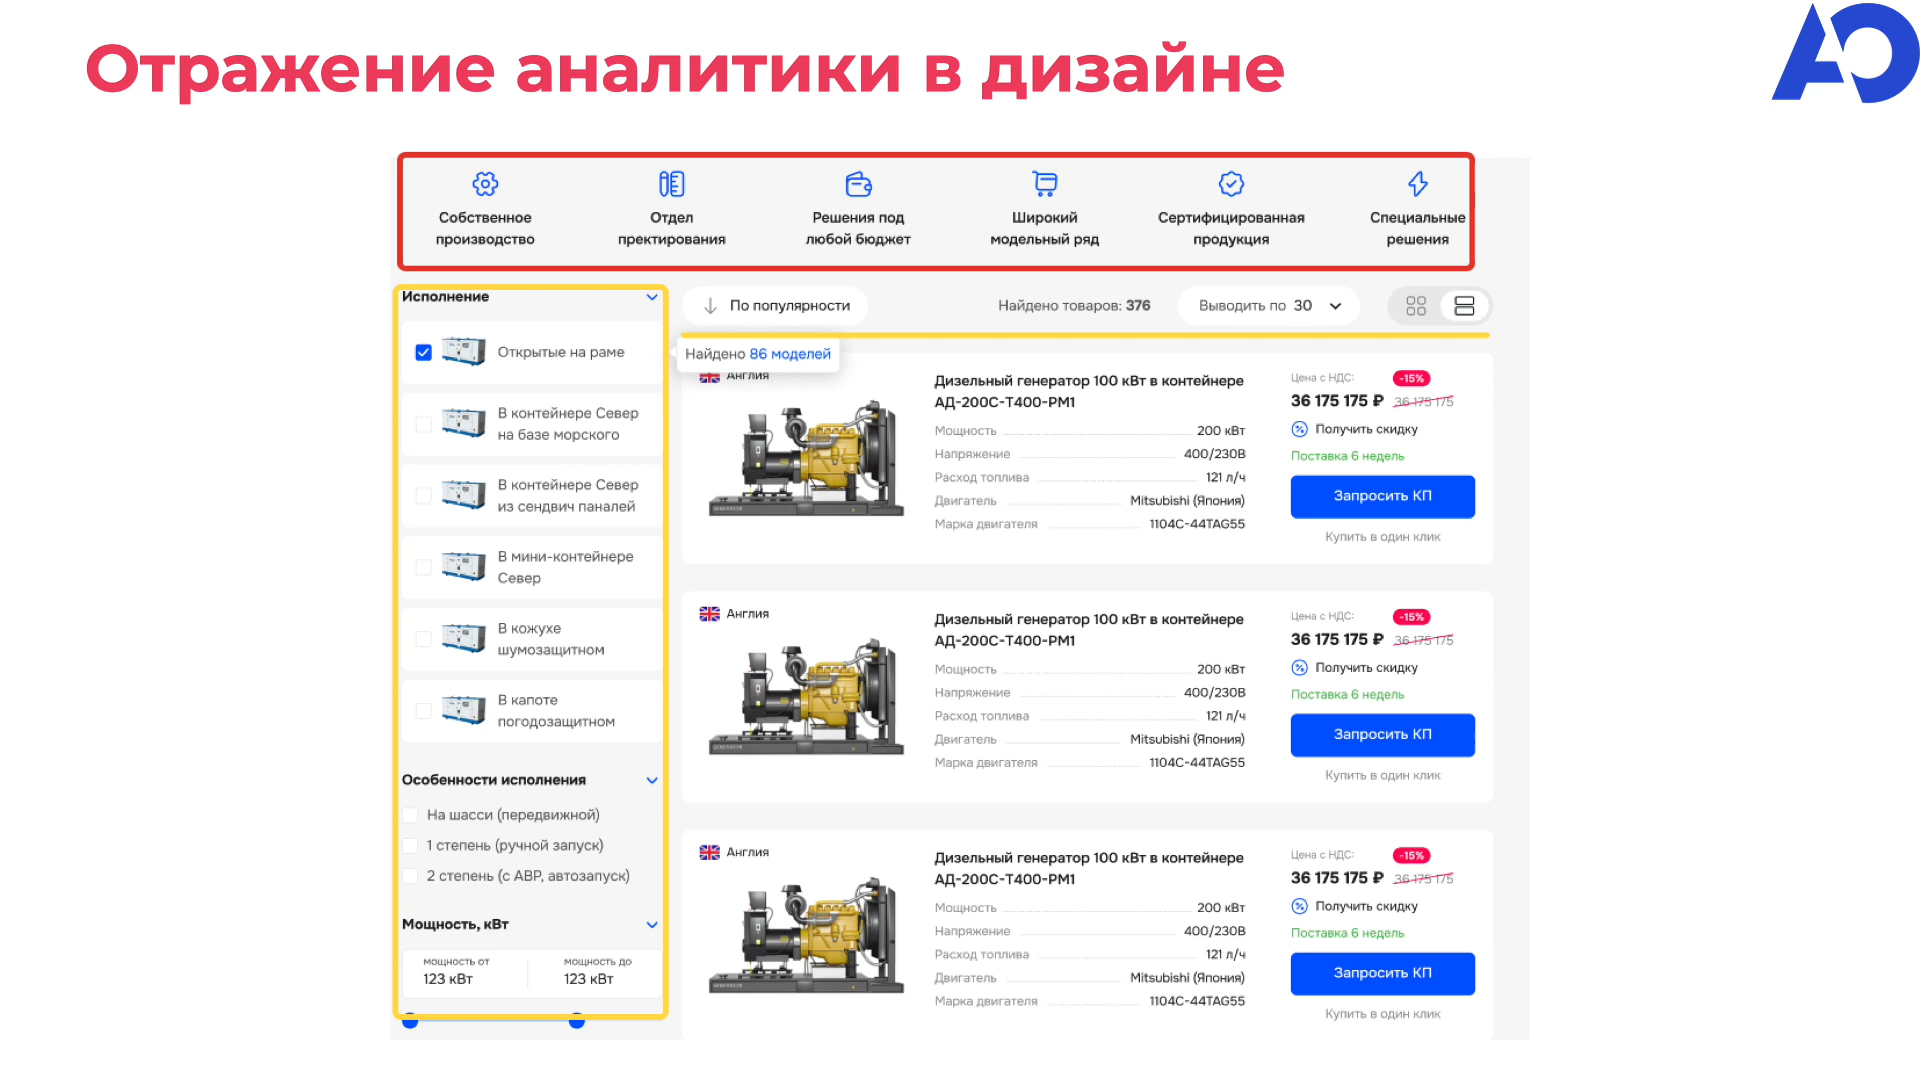 Отражение аналитики в дизайне
АО
Собственное
производство
Отдел
пректирования
Решения под
любой бюджет
Широкий
модельный ряд
Сертифицированная
продукция
Специальные
решения
Исполнение
Открытые на раме
В контейнере Север
на базе морского
В контейнере Север
из сендвич паналей
В мини-контейнере
Север
В кожухе
шумозащитном
В капоте
погодозащитном
Особенности исполнения
На шасси (передвижной)
1 степень (ручной запуск)
2 степень (с АВР, автозапуск)
Мощность, кВт
мощность от
123 кВт
мощность до
123 кВт
По популярности
Найдено товаров: 376
Выводить по 30
Найдено 86 моделей
Англия
Дизельный генератор 100 кВт в контейнере
АД-200С-Т400-РМ1
Мощность 200 кВт
Напряжение 400/230В
Расход топлива 121 л/ч
Двигатель Mitsubishi (Япония)
Марка двигателя 1104C-44TAG55
Цена с НДС: -15%
36 175 175 ₽ 36 175 175
Получить скидку
Поставка 6 недель
Запросить КП
Купить в один клик
Англия
Дизельный генератор 100 кВт в контейнере
АД-200С-Т400-РМ1
Мощность 200 кВт
Напряжение 400/230В
Расход топлива 121 л/ч
Двигатель Mitsubishi (Япония)
Марка двигателя 1104C-44TAG55
Цена с НДС: -15%
36 175 175 ₽ 36 175 175
Получить скидку
Поставка 6 недель
Запросить КП
Купить в один клик
Англия
Дизельный генератор 100 кВт в контейнере
АД-200С-Т400-РМ1
Мощность 200 кВт
Напряжение 400/230В
Расход топлива 121 л/ч
Двигатель Mitsubishi (Япония)
Марка двигателя 1104C-44TAG55
Цена с НДС: -15%
36 175 175 ₽ 36 175 175
Получить скидку
Поставка 6 недель
Запросить КП
Купить в один клик